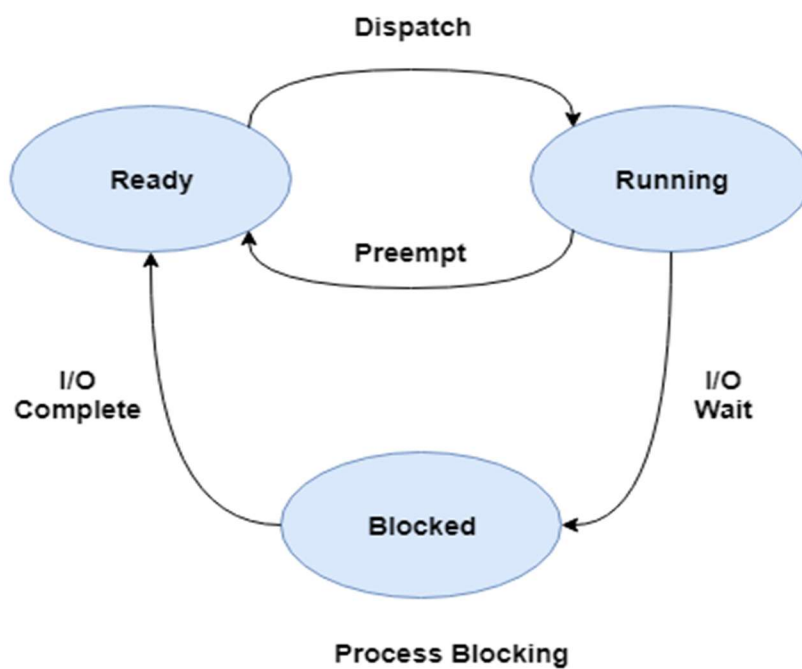 Dispatch
Ready
Running
Preempt
I/O
Complete
I/O
Wait
Blocked
Process Blocking